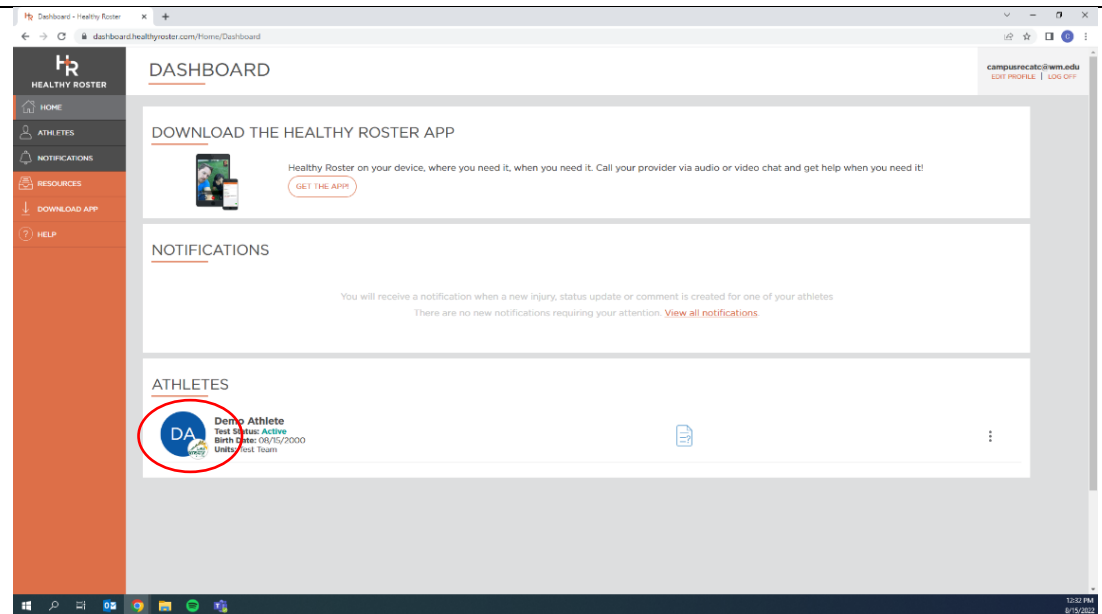 Dashboard - Healthy Roster
dashboard.healthyroster.com/Home/Dashboard
HR
HEALTHY ROSTER
DASHBOARD
campusrecatc@wm.edu
EDIT PROFILE | LOG OFF
HOME
ATHLETES
NOTIFICATIONS
RESOURCES
DOWNLOAD APP
HELP
DOWNLOAD THE HEALTHY ROSTER APP
Healthy Roster on your device, where you need it, when you need it. Call your provider via audio or video chat and get help when you need it!
GET THE APP!
NOTIFICATIONS
You will receive a notification when a new injury, status update or comment is created for one of your athletes
There are no new notifications requiring your attention. View all notifications.
ATHLETES
DA
Demo Athlete
Test Status: Active
Birth Date: 08/15/2000
Units: Test Team
12:32 PM
8/15/2022